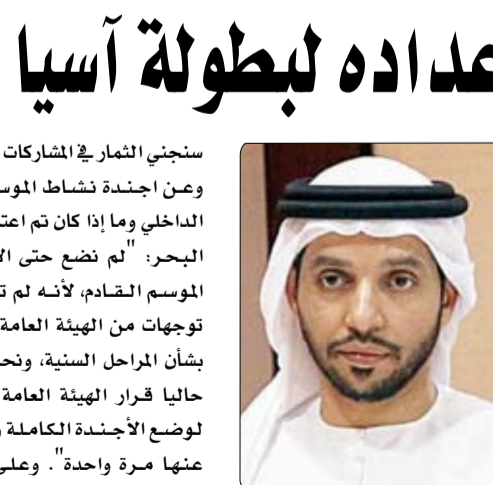 عداده لبطولة آسيا
سنجني الثمار في المشاركات
وعن اجندة نشاط الموس
الداخلي وما إذا كان تم اعت
البحر: "لم نضع حتى الآ
الموسم القادم، لأنه لم ت
توجهات من الهيئة العامة
بشأن المراحل السنية، ونح
حاليا قرار الهيئة العامة
لوضع الأجندة الكاملة و
عنها مرة واحدة". وعلى